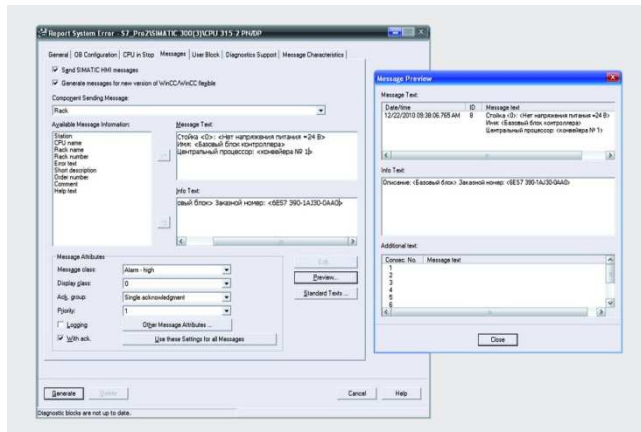 Report System Error - S7_Pro2\SIMATIC 300(3)\CPU 315 2 PN/DP
General | OB Configuration | CPU in Stop | Messages | User Block | Diagnostics Support | Message Characteristics
Send SIMATIC HMI messages
Generate messages for new version of WinCC/WinCC flexible
Component Sending Message:
Rack
Available Message Information:
Station
CPU name
Rack name
Rack number
Error text
Short description
Order number
Comment
Help text
Message Text:
Стойка <0>: <Нет напряжения питания =24 В>
Имя: <Базовый блок контроллера>
Центральный процессор: <конвейера № 1>
Info Text:
овый блок> Заказной номер: <6ES7 390-1AJ30-0AA0>
Message Attributes
Message class:
Alarm - high
Display class:
0
Ack. group:
Single acknowledgment
Priority:
1
Logging
Other Message Attributes ...
With ack.
Use these Settings for all Messages
Edit...
Preview...
Standard Texts ...
Generate
Delete
Cancel
Help
Diagnostic blocks are not up to date.
Message Preview
Message Text:
Date/time ID Message text
12/22/2010 09:38:06.765 AM 8 Стойка <0>: <Нет напряжения питания =24 В>
Имя: <Базовый блок контроллера>
Центральный процессор: <конвейера № 1>
Info Text:
Описание: <Базовый блок> Заказной номер: <6ES7 390-1AJ30-0AA0>
Additional text:
Consec. No. Message text
1
2
3
4
5
6
Close